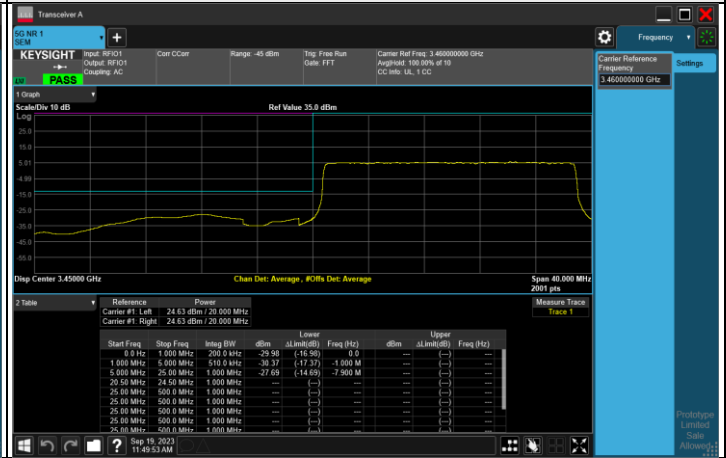 Transceiver A
5G NR 1
SEM
Frequency
KEYSIGHT Input: RFIO1 Corr CCorr Range: -45 dBm Trig: Free Run Carrier Ref Freq: 3.460000000 GHz
Output: RFIO1 Gate: FFT Avg|Hold: 100.00% of 10
Coupling: AC CC Info: UL, 1 CC
PASS
Carrier Reference Frequency
3.460000000 GHz
Settings
1 Graph
Scale/Div 10 dB Ref Value 35.0 dBm
Log
25.0
15.0
5.01
-4.99
-15.0
-25.0
-35.0
-45.0
-55.0
Disp Center 3.45000 GHz Chan Det: Average , #Offs Det: Average Span 40.000 MHz
2001 pts
2 Table Reference Power Measure Trace
Carrier #1: Left 24.63 dBm / 20.000 MHz Trace 1
Carrier #1: Right 24.63 dBm / 20.000 MHz
Lower Upper
Start Freq Stop Freq Integ BW dBm ΔLimit(dB) Freq (Hz) dBm ΔLimit(dB) Freq (Hz)
0.0 Hz 1.000 MHz 200.0 kHz -29.98 (-16.98) 0.0 --- (---) ---
1.000 MHz 5.000 MHz 510.0 kHz -30.37 (-17.37) -1.000 M --- (---) ---
5.000 MHz 25.00 MHz 1.000 MHz -27.69 (-14.69) -7.900 M --- (---) ---
20.50 MHz 24.50 MHz 1.000 MHz --- (---) --- --- (---) ---
25.00 MHz 500.0 MHz 1.000 MHz --- (---) --- --- (---) ---
25.00 MHz 500.0 MHz 1.000 MHz --- (---) --- --- (---) ---
25.00 MHz 500.0 MHz 1.000 MHz --- (---) --- --- (---) ---
25.00 MHz 500.0 MHz 1.000 MHz --- (---) --- --- (---) ---
25.00 MHz 500.0 MHz 1.000 MHz --- (---) --- --- (---) ---
Sep 19, 2023
11:49:53 AM
Prototype
Limited
Sale
Allowed